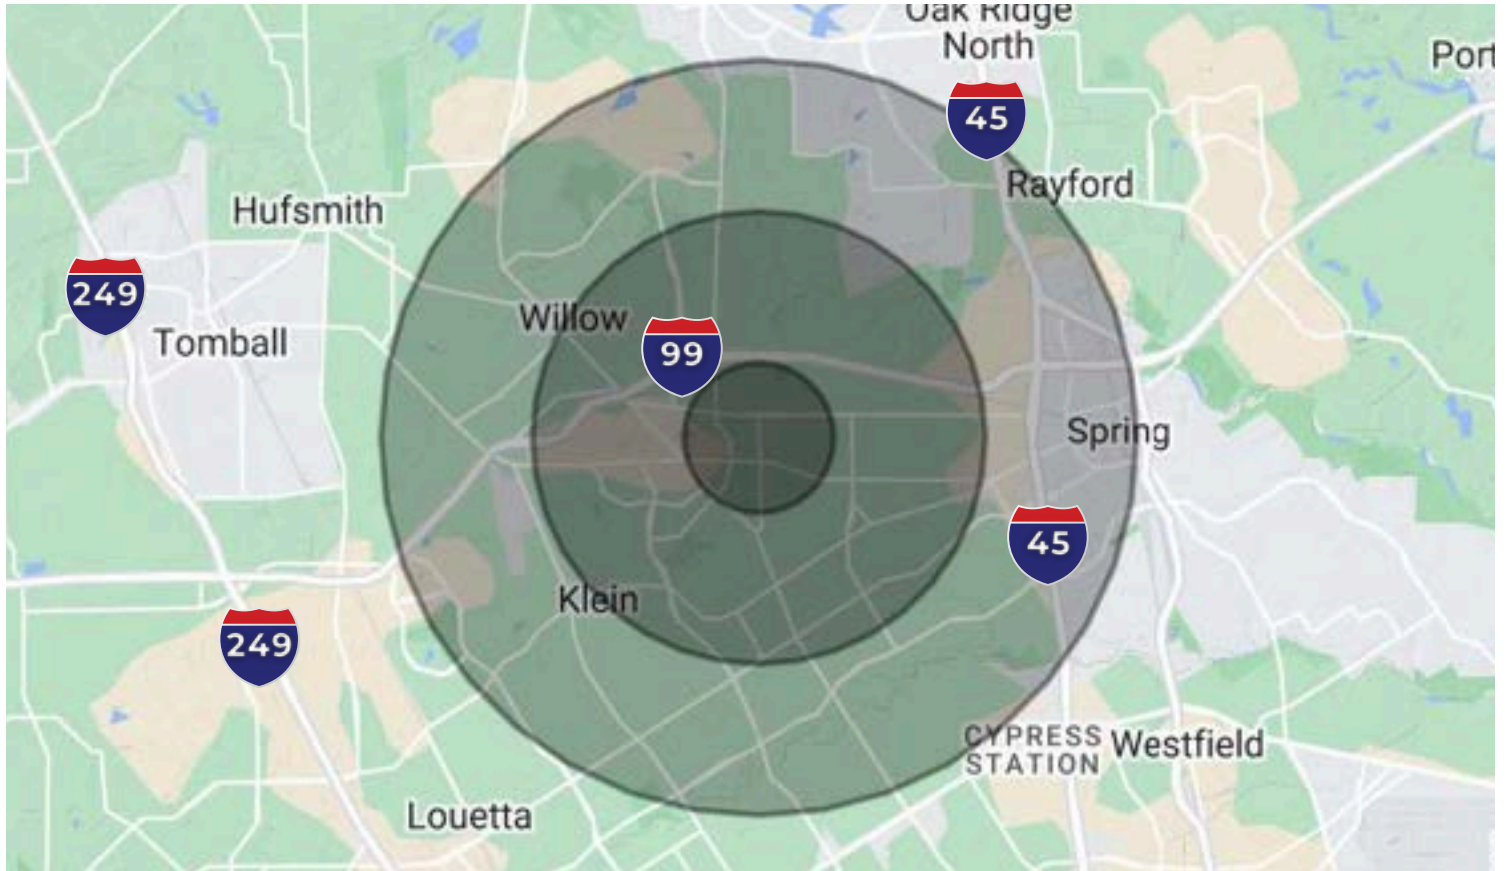 Oak Ridge
North
Port
45
Rayford
Hufsmith
249
Tomball
Willow
99
Spring
45
Klein
249
CYPRESS
STATION
Westfield
Louetta